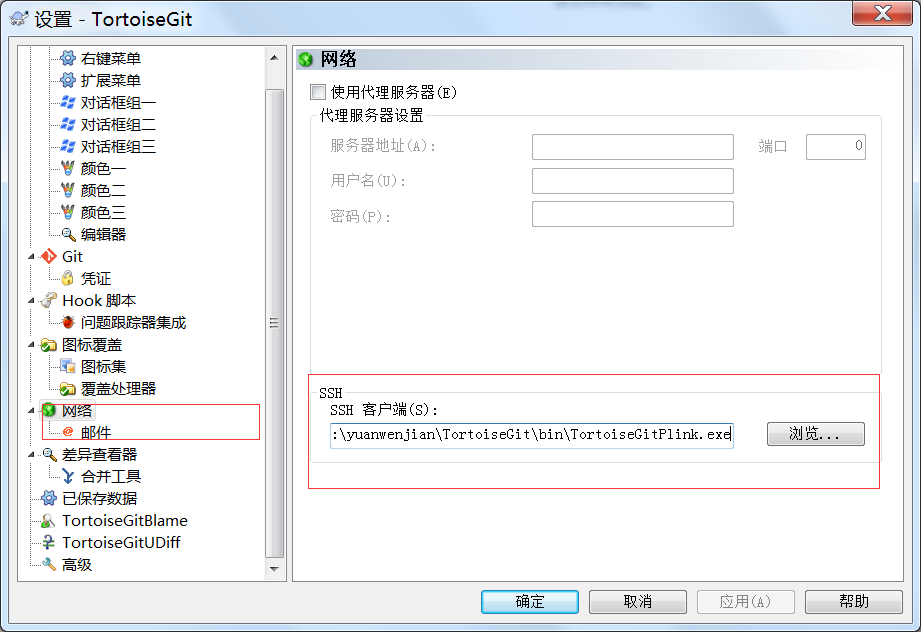 设置 - TortoiseGit
右键菜单
扩展菜单
对话框组一
对话框组二
对话框组三
颜色一
颜色二
颜色三
编辑器
Git
凭证
Hook 脚本
问题跟踪器集成
图标覆盖
图标集
覆盖处理器
网络
邮件
差异查看器
合并工具
已保存数据
TortoiseGitBlame
TortoiseGitUDiff
高级
网络
使用代理服务器(E)
代理服务器设置
服务器地址(A):
端口
0
用户名(U):
密码(P):
SSH
SSH 客户端(S):
:\yuanwenjian\TortoiseGit\bin\TortoiseGitPlink.exe
浏览...
确定
取消
应用(A)
帮助